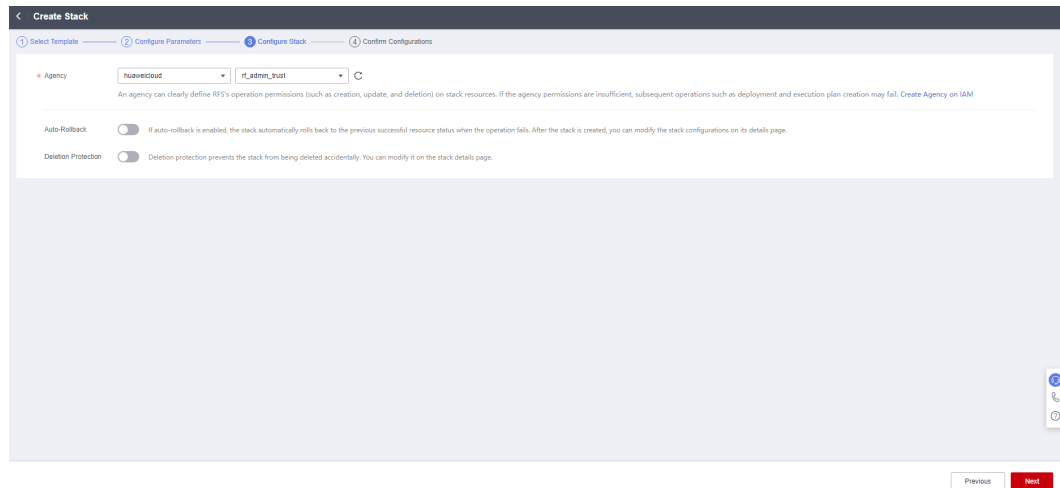 Create Stack
1 Select Template 2 Configure Parameters 3 Configure Stack 4 Confirm Configurations
* Agency huaweicloud rf_admin_trust
An agency can clearly define RFS's operation permissions (such as creation, update, and deletion) on stack resources. If the agency permissions are insufficient, subsequent operations such as deployment and execution plan creation may fail. Create Agency on IAM
Auto-Rollback If auto-rollback is enabled, the stack automatically rolls back to the previous successful resource status when the operation fails. After the stack is created, you can modify the stack configurations on its details page.
Deletion Protection Deletion protection prevents the stack from being deleted accidentally. You can modify it on the stack details page.
Previous Next